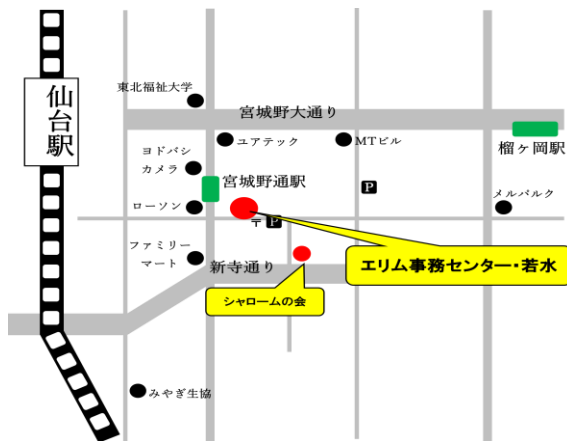 東北福祉大学
仙台駅
宮城野大通り
ユアテック
MTビル
榴ヶ岡駅
ヨドバシ
カメラ
宮城野通駅
P
メルパルク
ローソン
〒
P
ファミリー
マート
新寺通り
エリム事務センター・若水
シャロームの会
みやぎ生協